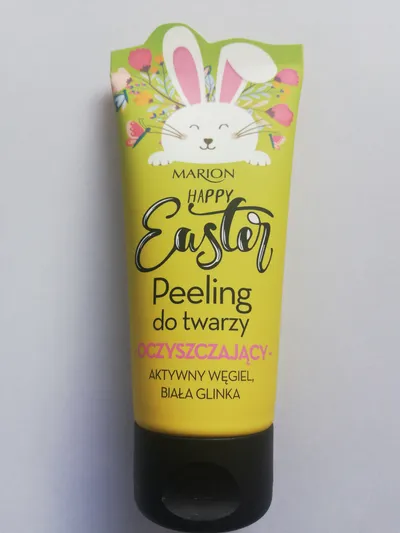 MARION
HAPPY
Easter
Peeling
do twarzy
OCZYSZCZAJĄCY-
AKTYWNY WĘGIEL,
BIAŁA GLINKA